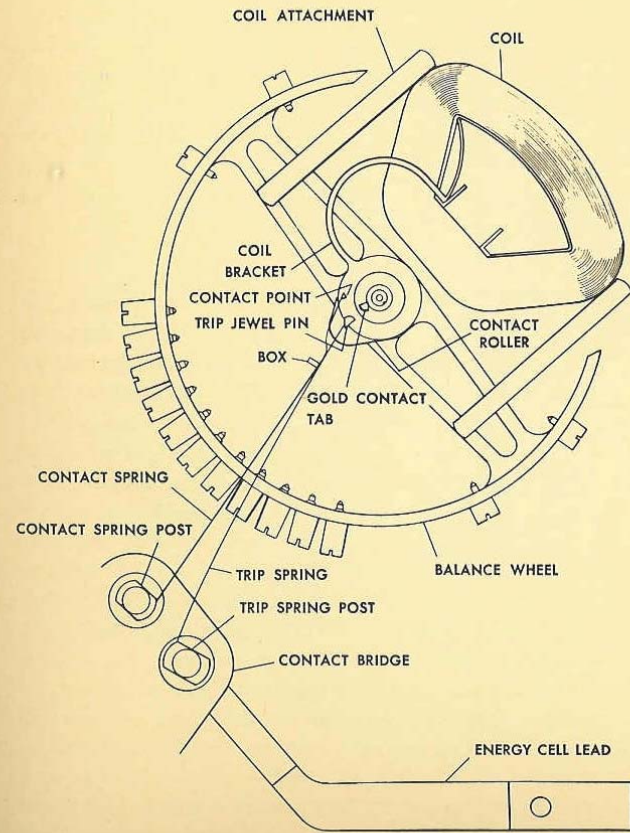 COIL ATTACHMENT
COIL
COIL
BRACKET
CONTACT POINT
TRIP JEWEL PIN
BOX
CONTACT
ROLLER
GOLD CONTACT
TAB
CONTACT SPRING
CONTACT SPRING POST
BALANCE WHEEL
TRIP SPRING
TRIP SPRING POST
CONTACT BRIDGE
ENERGY CELL LEAD